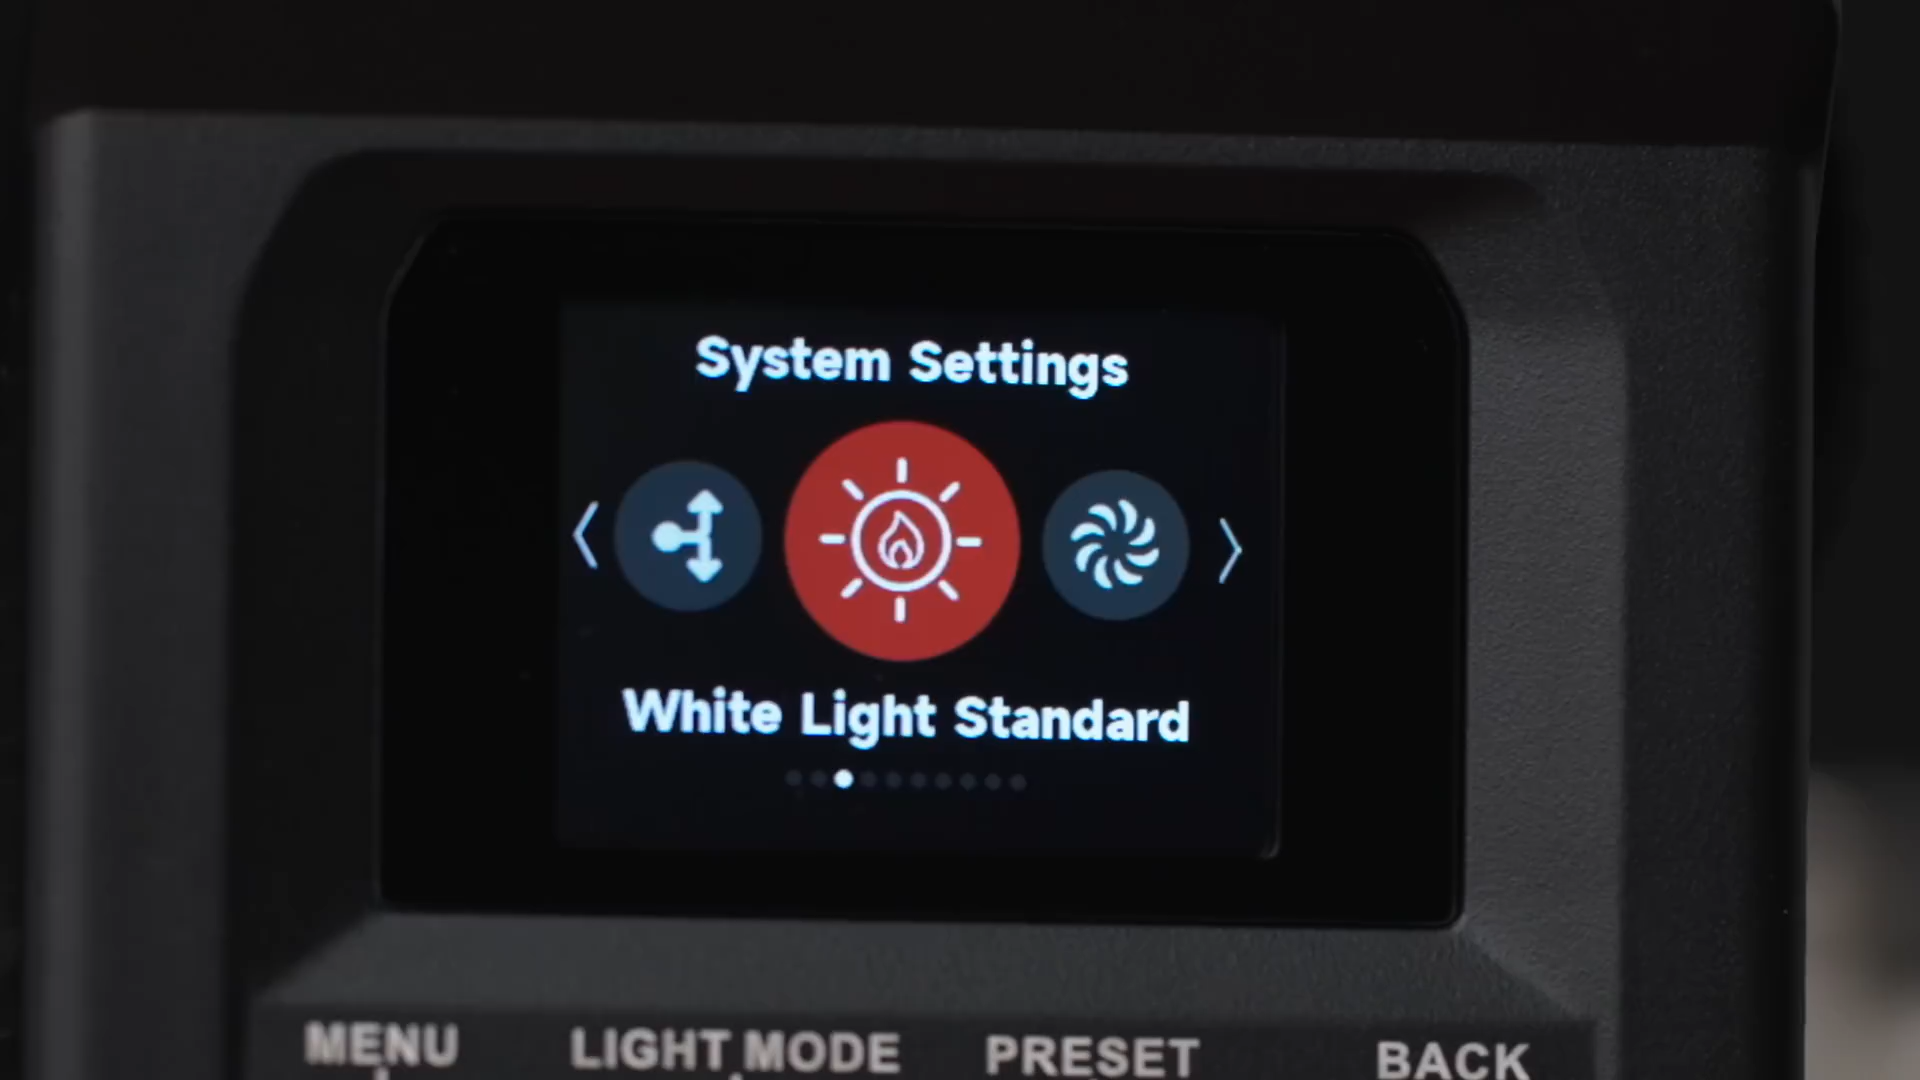 System Settings
White Light Standard
MENU
LIGHT MODE
PRESET
BACK